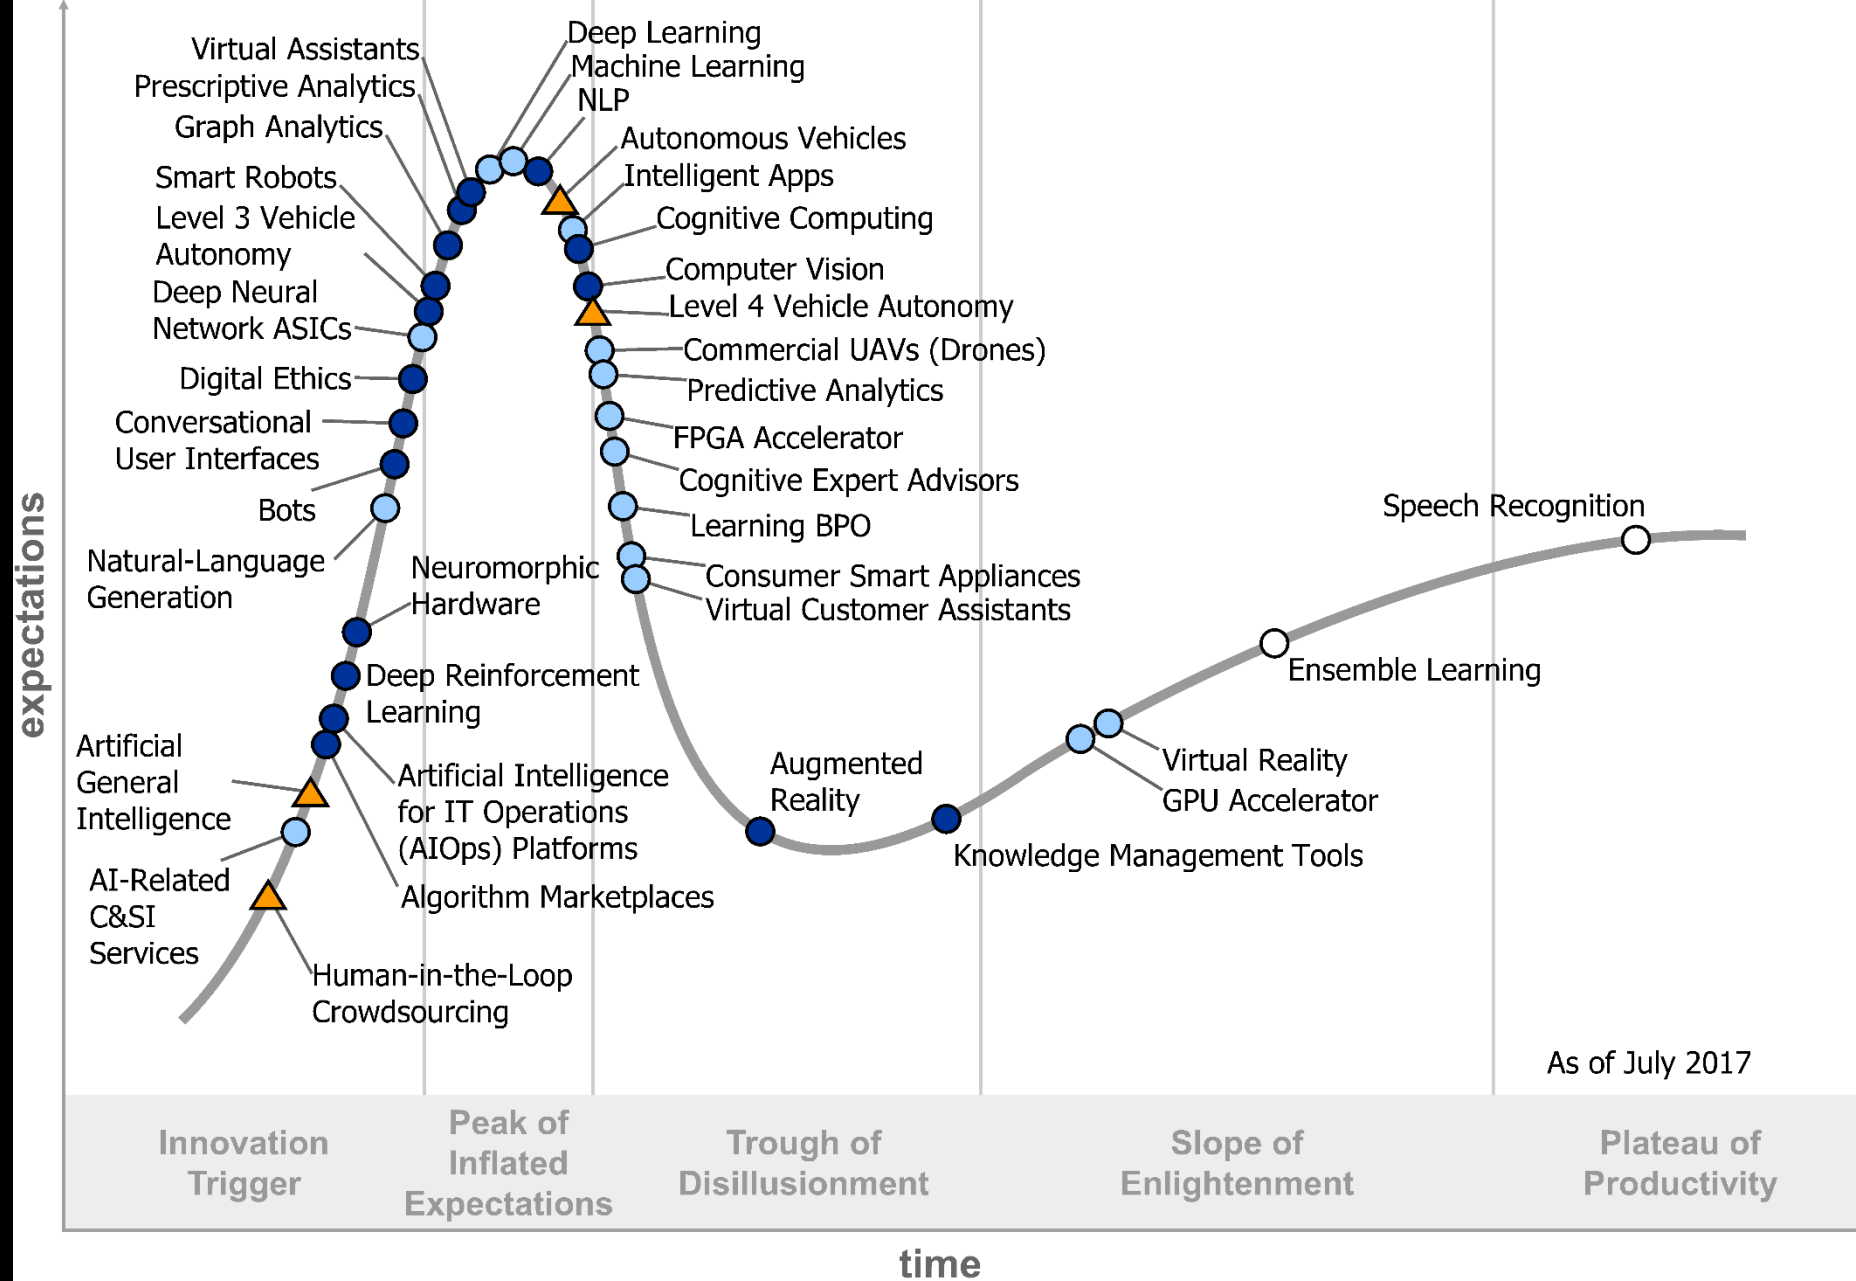 Virtual Assistants
Prescriptive Analytics
Graph Analytics
Smart Robots
Level 3 Vehicle
Autonomy
Deep Neural
Network ASICs
Digital Ethics
Conversational
User Interfaces
Bots
Natural-Language
Generation
Neuromorphic
Hardware
Deep Reinforcement
Learning
Artificial
General
Intelligence
Artificial Intelligence
for IT Operations
(AIOps) Platforms
Algorithm Marketplaces
AI-Related
C&SI
Services
Human-in-the-Loop
Crowdsourcing
Deep Learning
Machine Learning
NLP
Autonomous Vehicles
Intelligent Apps
Cognitive Computing
Computer Vision
Level 4 Vehicle Autonomy
Commercial UAVs (Drones)
Predictive Analytics
FPGA Accelerator
Cognitive Expert Advisors
Learning BPO
Consumer Smart Appliances
Virtual Customer Assistants
Augmented
Reality
Knowledge Management Tools
Virtual Reality
GPU Accelerator
Ensemble Learning
Speech Recognition
As of July 2017
expectations
Innovation
Trigger
Peak of
Inflated
Expectations
Trough of
Disillusionment
Slope of
Enlightenment
Plateau of
Productivity
time